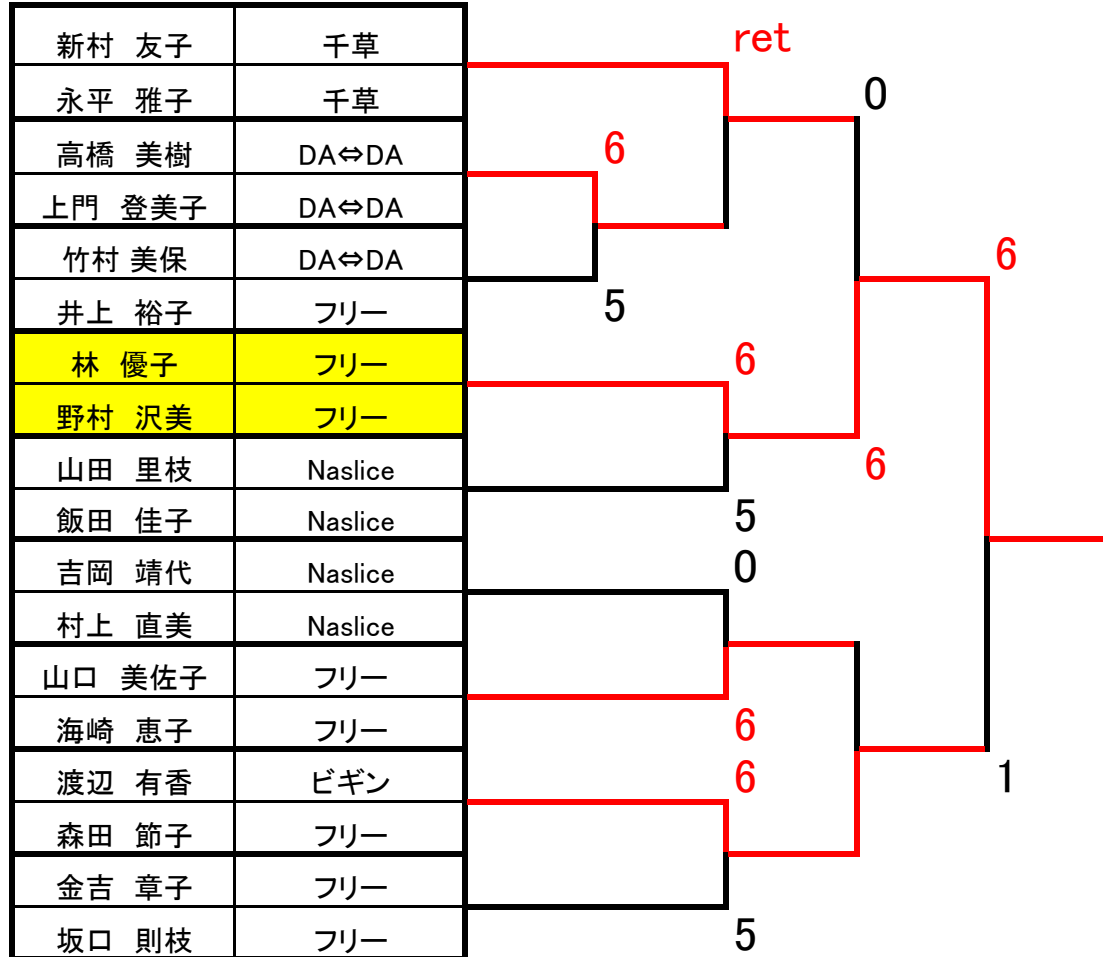 新村　友子 千草 ret
永平　雅子 千草 0
高橋　美樹 DA⇔DA 6
上門　登美子 DA⇔DA
竹村 美保 DA⇔DA 6
井上　裕子 フリー 5
林　優子 フリー 6
野村　沢美 フリー
山田　里枝 Naslice 6
飯田　佳子 Naslice 5
吉岡　靖代 Naslice 0
村上　直美 Naslice
山口　美佐子 フリー
海崎　恵子 フリー 6
渡辺　有香 ビギン 6 1
森田　節子 フリー
金吉　章子 フリー
坂口　則枝 フリー 5